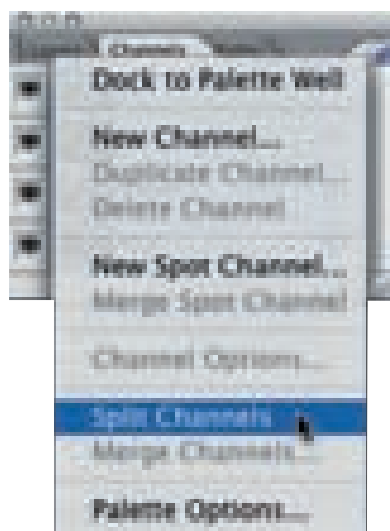 Channels
Dock to Palette Well
New Channel...
Duplicate Channel...
Delete Channel
New Spot Channel...
Merge Spot Channel
Channel Options...
Split Channels
Merge Channels...
Palette Options...